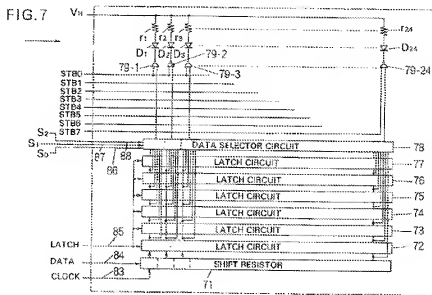 FIG.7
VH
r1 r2 r3 r24
D1 D2 D3 D24
79-1 79-2 79-3 79-24
STB0
STB1
STB2
STB3
STB4
STB5
STB6
STB7
S2
S1
S0
87 86 88
DATA SELECTOR CIRCUIT 78
LATCH CIRCUIT 77
LATCH CIRCUIT 76
LATCH CIRCUIT 75
LATCH CIRCUIT 74
LATCH CIRCUIT 73
LATCH 85 LATCH CIRCUIT 72
DATA 84 SHIPT RESISTOR
CLOCK 83 71